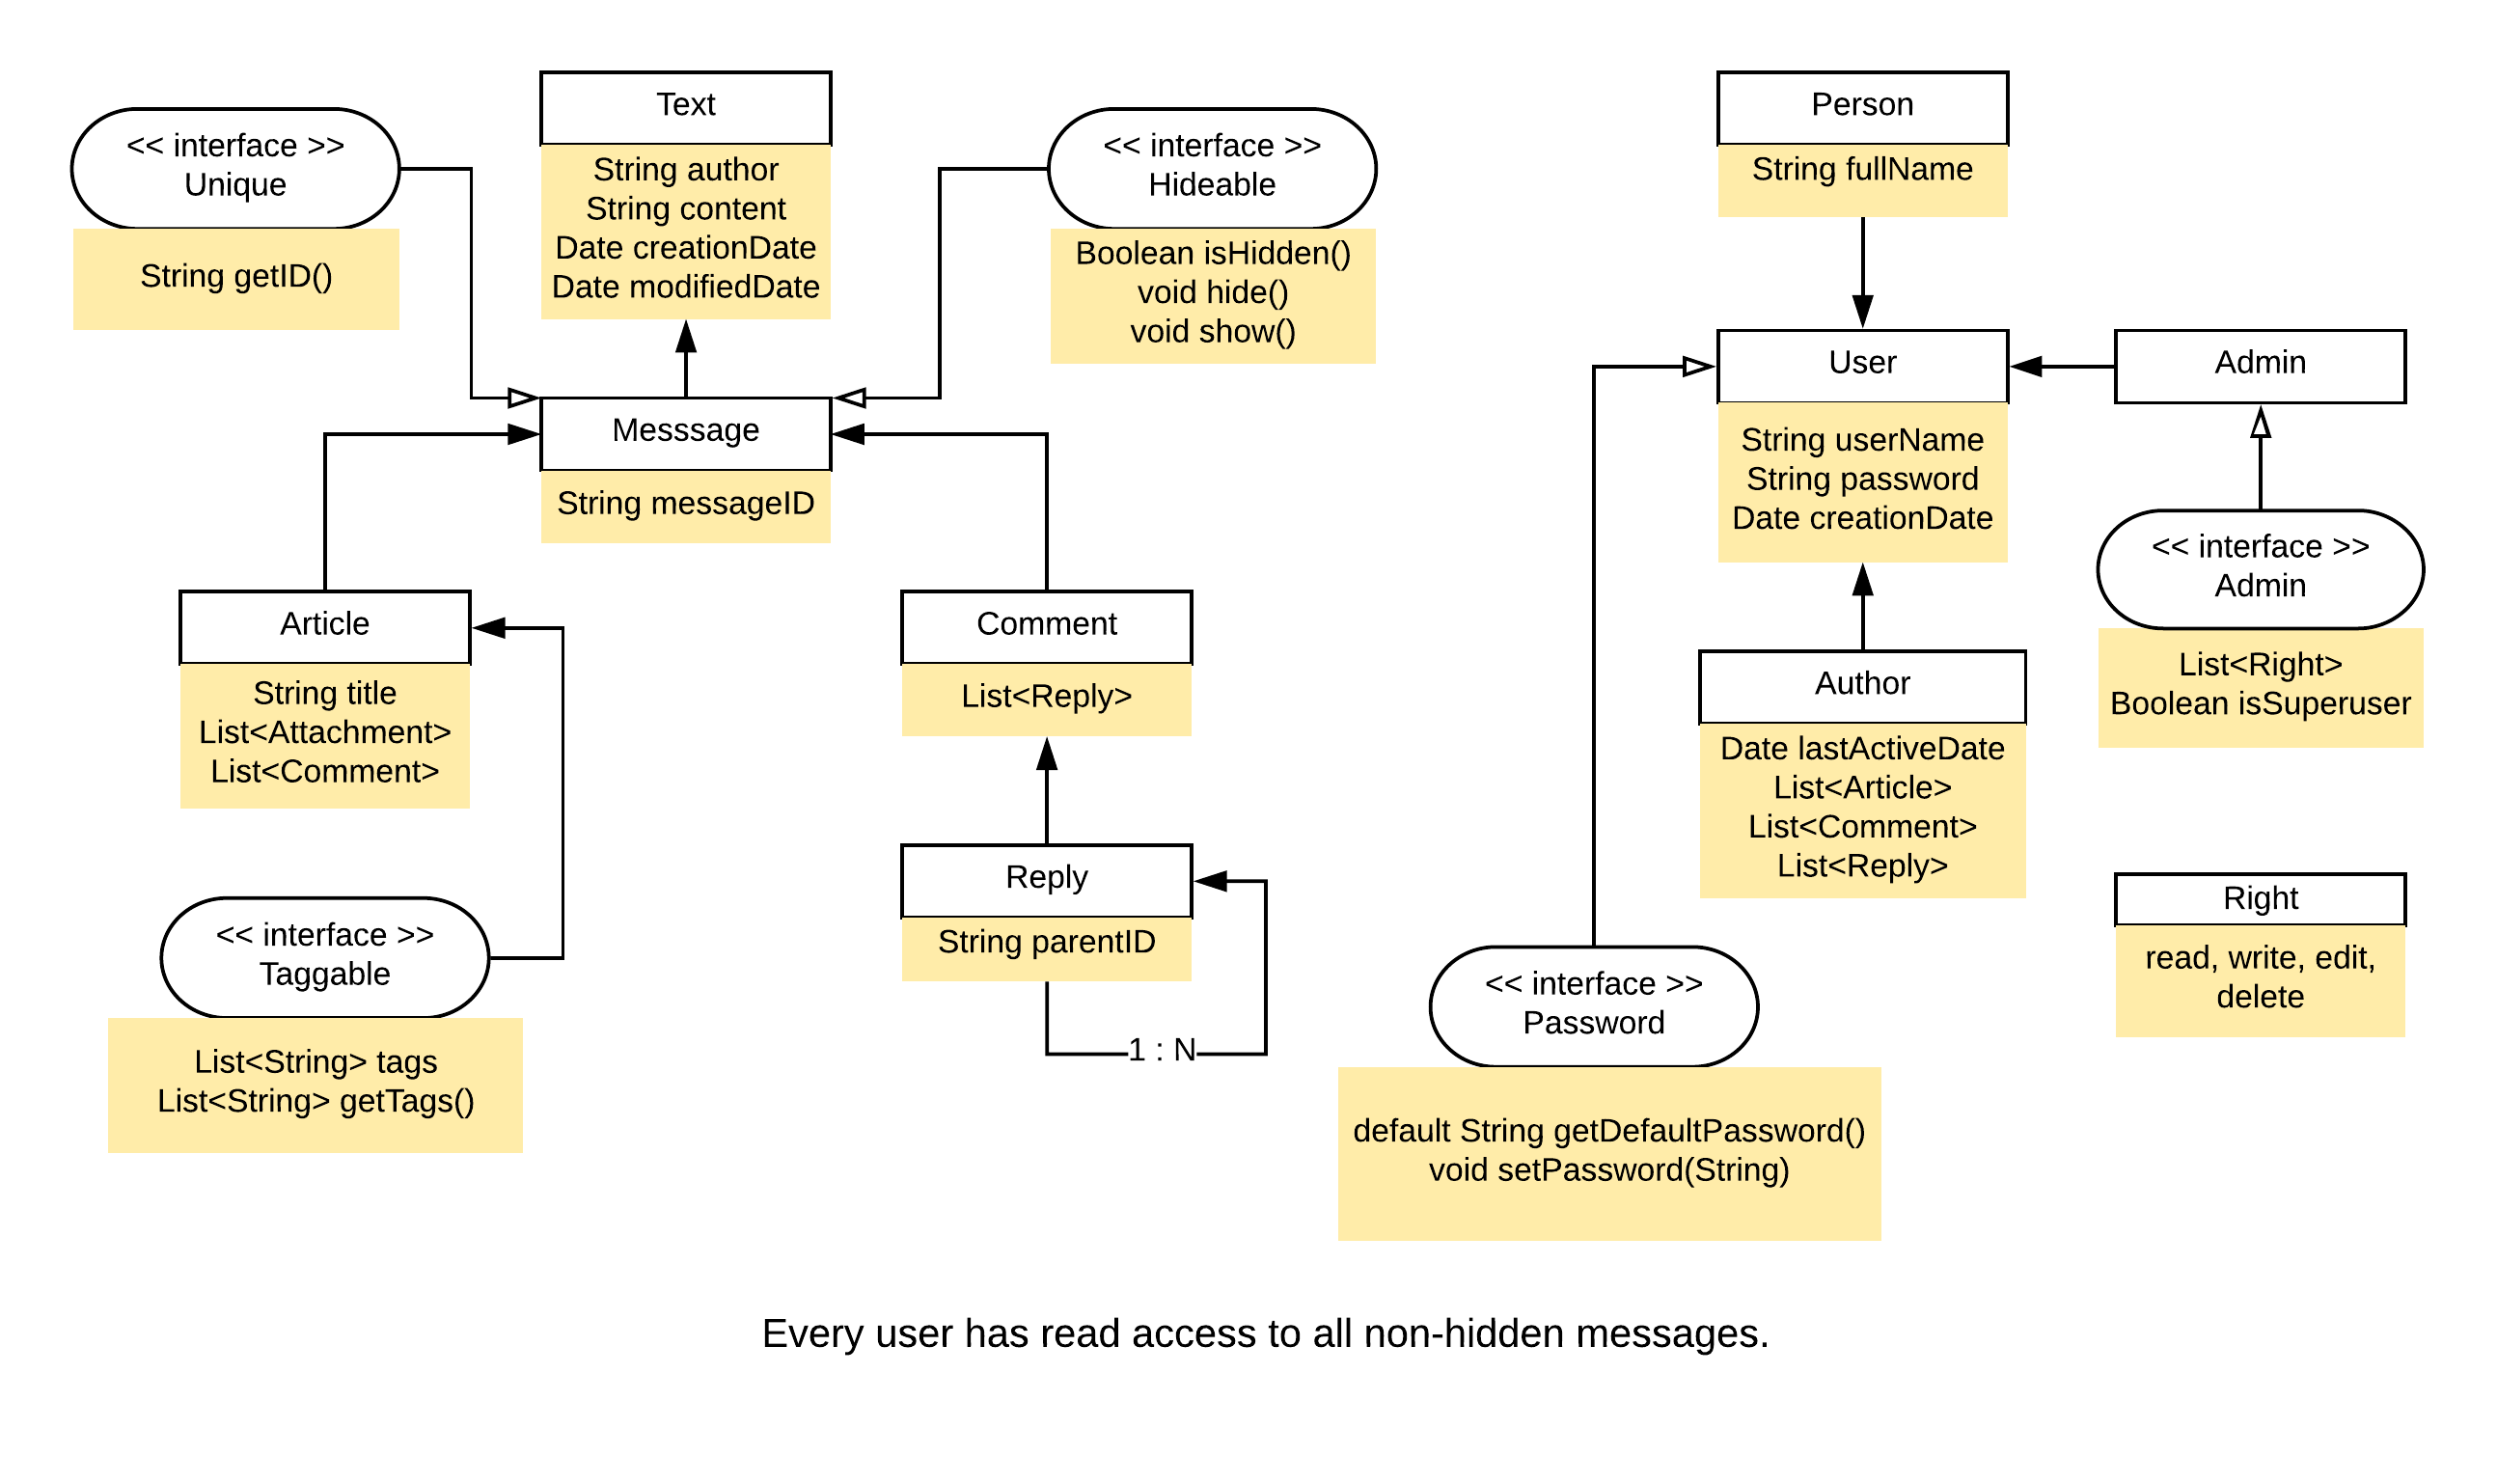 Text
String author
String content
Date creationDate
Date modifiedDate
<< interface >>
Unique
String getID()
<< interface >>
Hideable
Boolean isHidden()
void hide()
void show()
Messsage
String messageID
Article
String title
List<Attachment>
List<Comment>
Comment
List<Reply>
<< interface >>
Taggable
List<String> tags
List<String> getTags()
Reply
String parentID
1 : N
Person
String fullName
User
String userName
String password
Date creationDate
Admin
<< interface >>
Admin
List<Right>
Boolean isSuperuser
Author
Date lastActiveDate
List<Article>
List<Comment>
List<Reply>
Right
read, write, edit,
delete
<< interface >>
Password
default String getDefaultPassword()
void setPassword(String)
Every user has read access to all non-hidden messages.